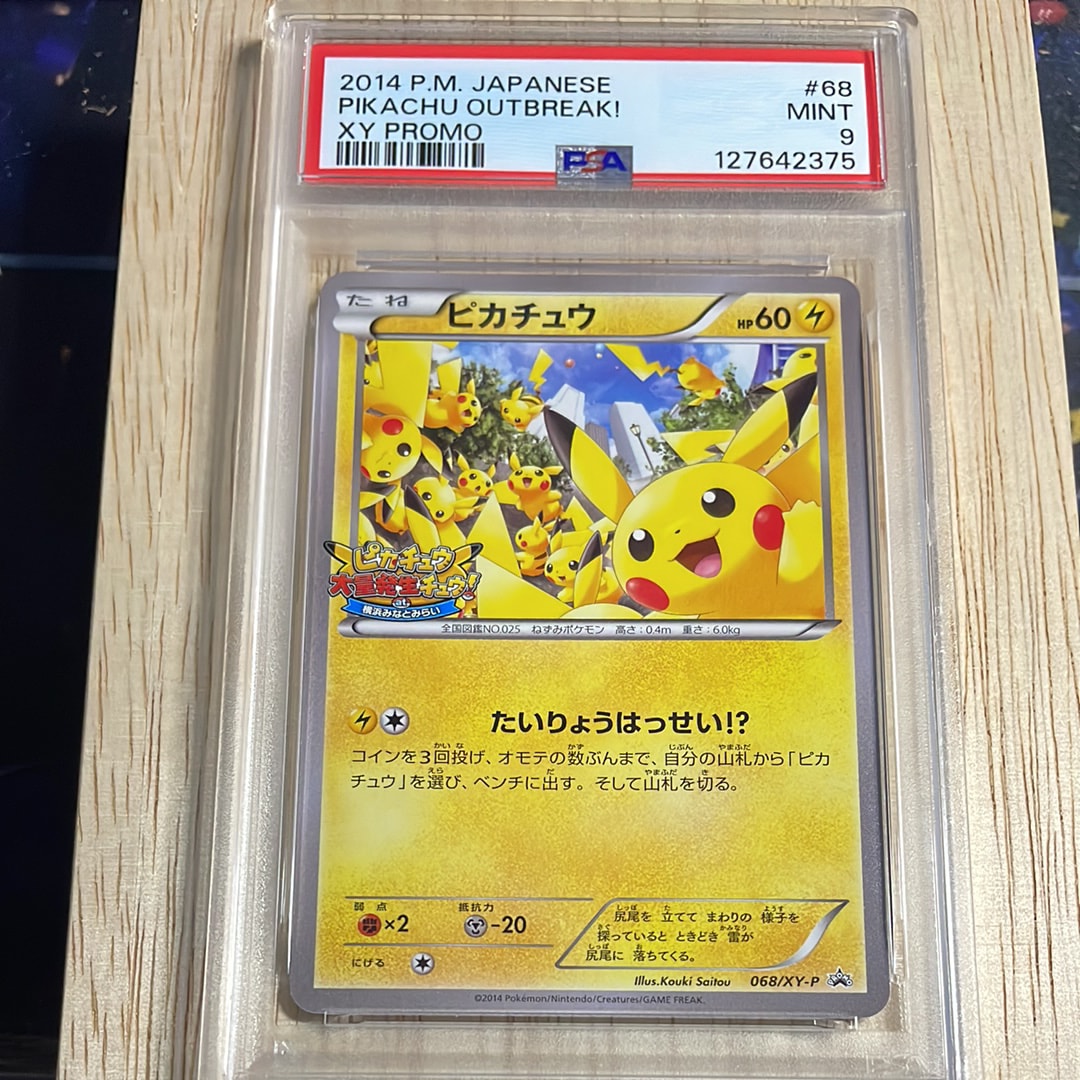 2014 P.M. JAPANESE #68
PIKACHU OUTBREAK! MINT
XY PROMO 9
PSA 127642375
たね ピカチュウ HP60
ピカチュウ
大量発生チュウ!
at
横浜みなとみらい
全国図鑑NO.025 ねずみポケモン 高さ:0.4m 重さ:6.0kg
たいりょうはっせい!?
コインを3回投げ、オモテの数ぶんまで、自分の山札から「ピカ
チュウ」を選び、ベンチに出す。そして山札を切る。
弱点 抵抗力
×2 -20
にげる
尻尾を 立てて まわりの 様子を
探っていると ときどき 雷が
尻尾に 落ちてくる。
Illus.Kouki Saitou 068/XY-P PROMO
©2014 Pokémon/Nintendo/Creatures/GAME FREAK.